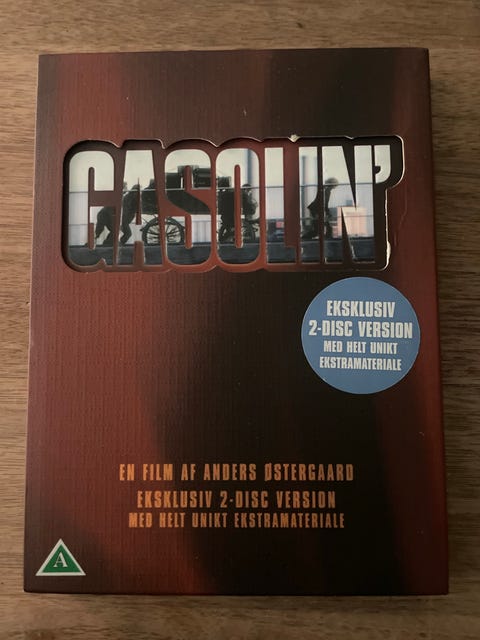 GASOLIN'
EKSKLUSIV
2-DISC VERSION
MED HELT UNIKT
EKSTRAMATERIALE
EN FILM AF ANDERS ØSTERGAARD
EKSKLUSIV 2-DISC VERSION
MED HELT UNIKT EKSTRAMATERIALE
A